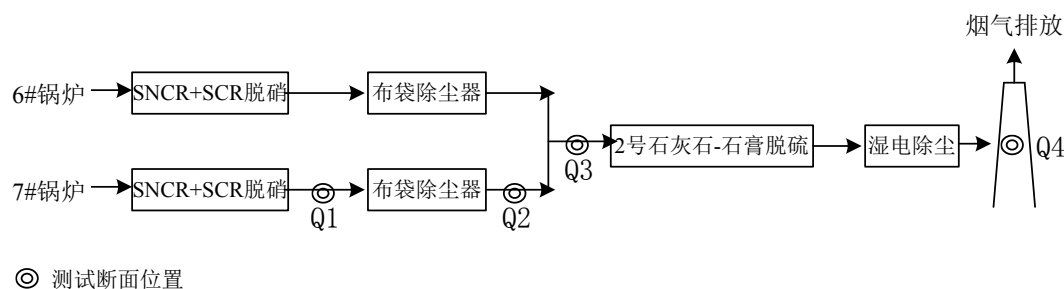 烟气排放
6#锅炉
SNCR+SCR脱硝
布袋除尘器
2号石灰石-石膏脱硫
湿电除尘
Q4
Q3
7#锅炉
SNCR+SCR脱硝
Q1
布袋除尘器
Q2
测试断面位置